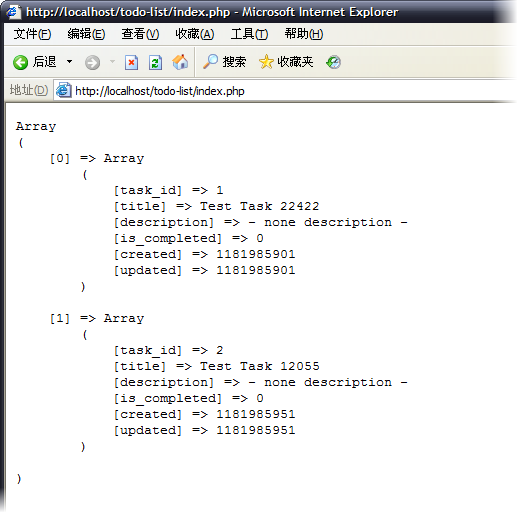 http://localhost/todo-list/index.php - Microsoft Internet Explorer
文件(F) 编辑(E) 查看(V) 收藏(A) 工具(T) 帮助(H)
后退 搜索 收藏夹
地址(D) http://localhost/todo-list/index.php
Array
(
    [0] => Array
        (
            [task_id] => 1
            [title] => Test Task 22422
            [description] => - none description -
            [is_completed] => 0
            [created] => 1181985901
            [updated] => 1181985901
        )
    [1] => Array
        (
            [task_id] => 2
            [title] => Test Task 12055
            [description] => - none description -
            [is_completed] => 0
            [created] => 1181985951
            [updated] => 1181985951
        )
)